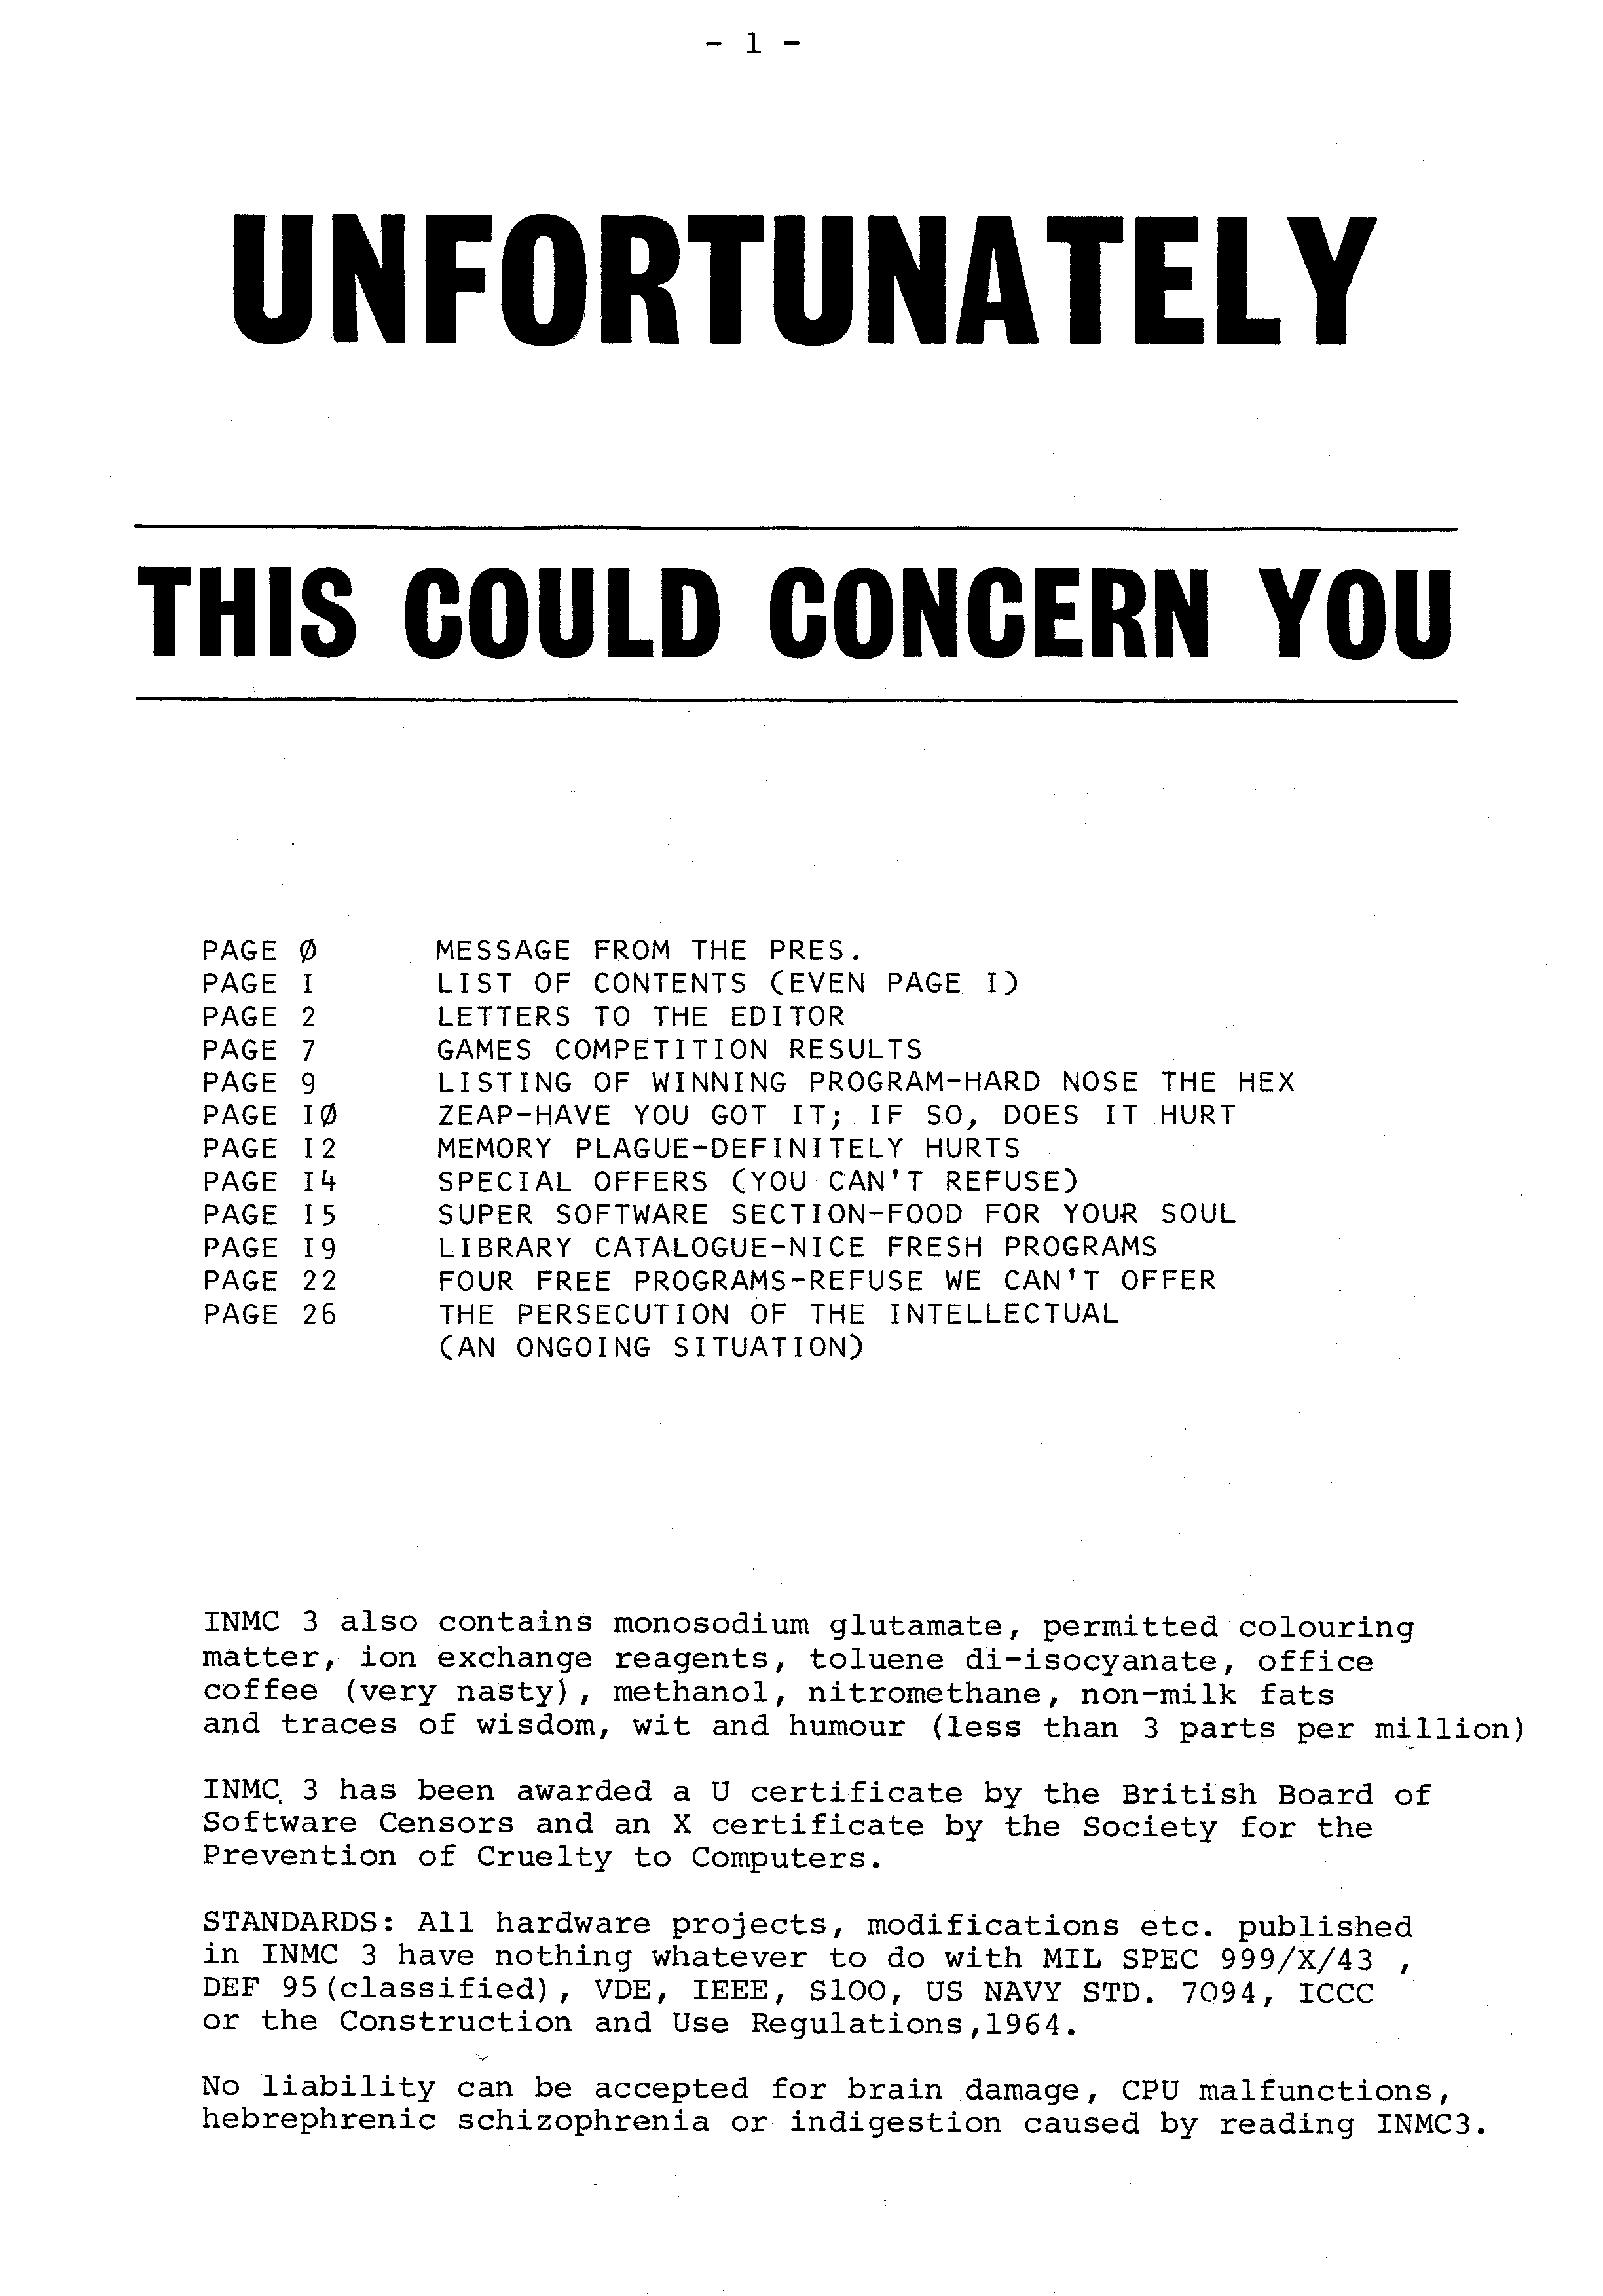 - 1 -
UNFORTUNATELY
THIS COULD CONCERN YOU
PAGE Ø MESSAGE FROM THE PRES.
PAGE I LIST OF CONTENTS (EVEN PAGE I)
PAGE 2 LETTERS TO THE EDITOR
PAGE 7 GAMES COMPETITION RESULTS
PAGE 9 LISTING OF WINNING PROGRAM-HARD NOSE THE HEX
PAGE IØ ZEAP-HAVE YOU GOT IT; IF SO, DOES IT HURT
PAGE I2 MEMORY PLAGUE-DEFINITELY HURTS
PAGE I4 SPECIAL OFFERS (YOU CAN'T REFUSE)
PAGE I5 SUPER SOFTWARE SECTION-FOOD FOR YOUR SOUL
PAGE I9 LIBRARY CATALOGUE-NICE FRESH PROGRAMS
PAGE 22 FOUR FREE PROGRAMS-REFUSE WE CAN'T OFFER
PAGE 26 THE PERSECUTION OF THE INTELLECTUAL
(AN ONGOING SITUATION)
INMC 3 also contains monosodium glutamate, permitted colouring
matter, ion exchange reagents, toluene di-isocyanate, office
coffee (very nasty), methanol, nitromethane, non-milk fats
and traces of wisdom, wit and humour (less than 3 parts per million)
INMC 3 has been awarded a U certificate by the British Board of
Software Censors and an X certificate by the Society for the
Prevention of Cruelty to Computers.
STANDARDS: All hardware projects, modifications etc. published
in INMC 3 have nothing whatever to do with MIL SPEC 999/X/43 ,
DEF 95(classified), VDE, IEEE, S100, US NAVY STD. 7094, ICCC
or the Construction and Use Regulations,1964.
No liability can be accepted for brain damage, CPU malfunctions,
hebrephrenic schizophrenia or indigestion caused by reading INMC3.